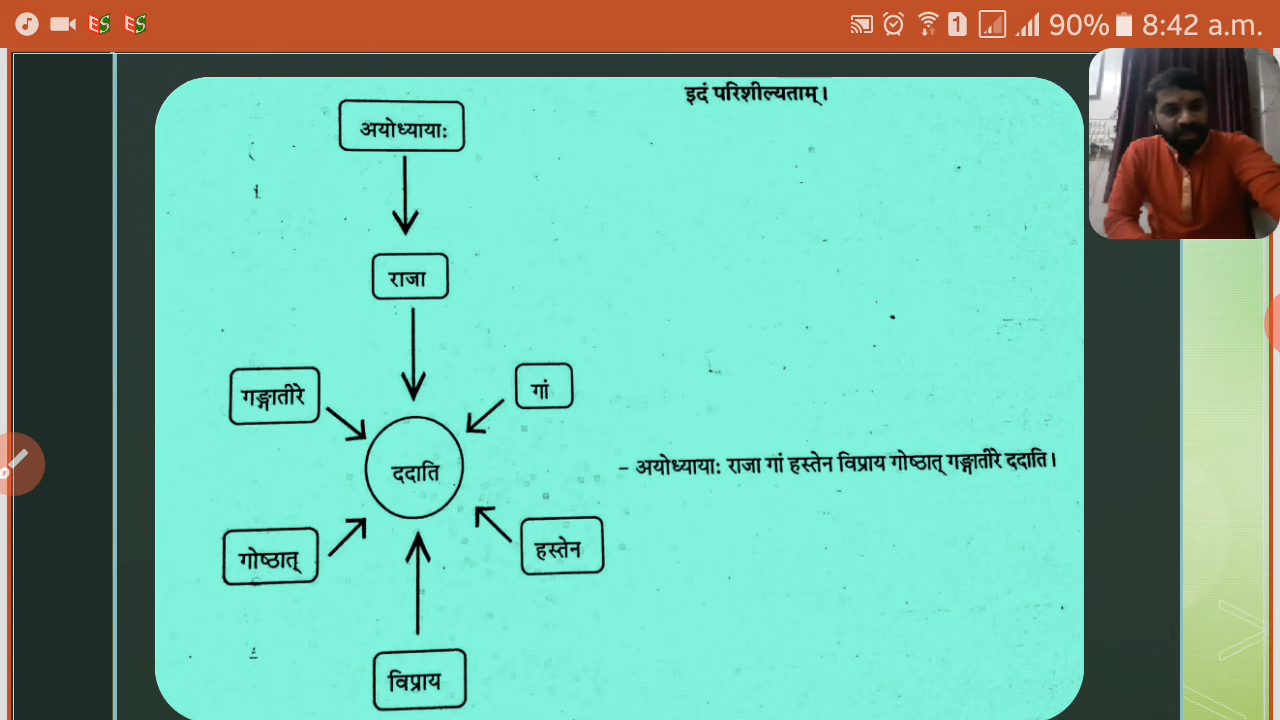 90% 8:42 a.m.
इदं परिशील्यताम्।
अयोध्यायाः
राजा
गङ्गातीरे
गां
ददाति
– अयोध्यायाः राजा गां हस्तेन विप्राय गोष्ठात् गङ्गातीरे ददाति।
गोष्ठात्
हस्तेन
विप्राय